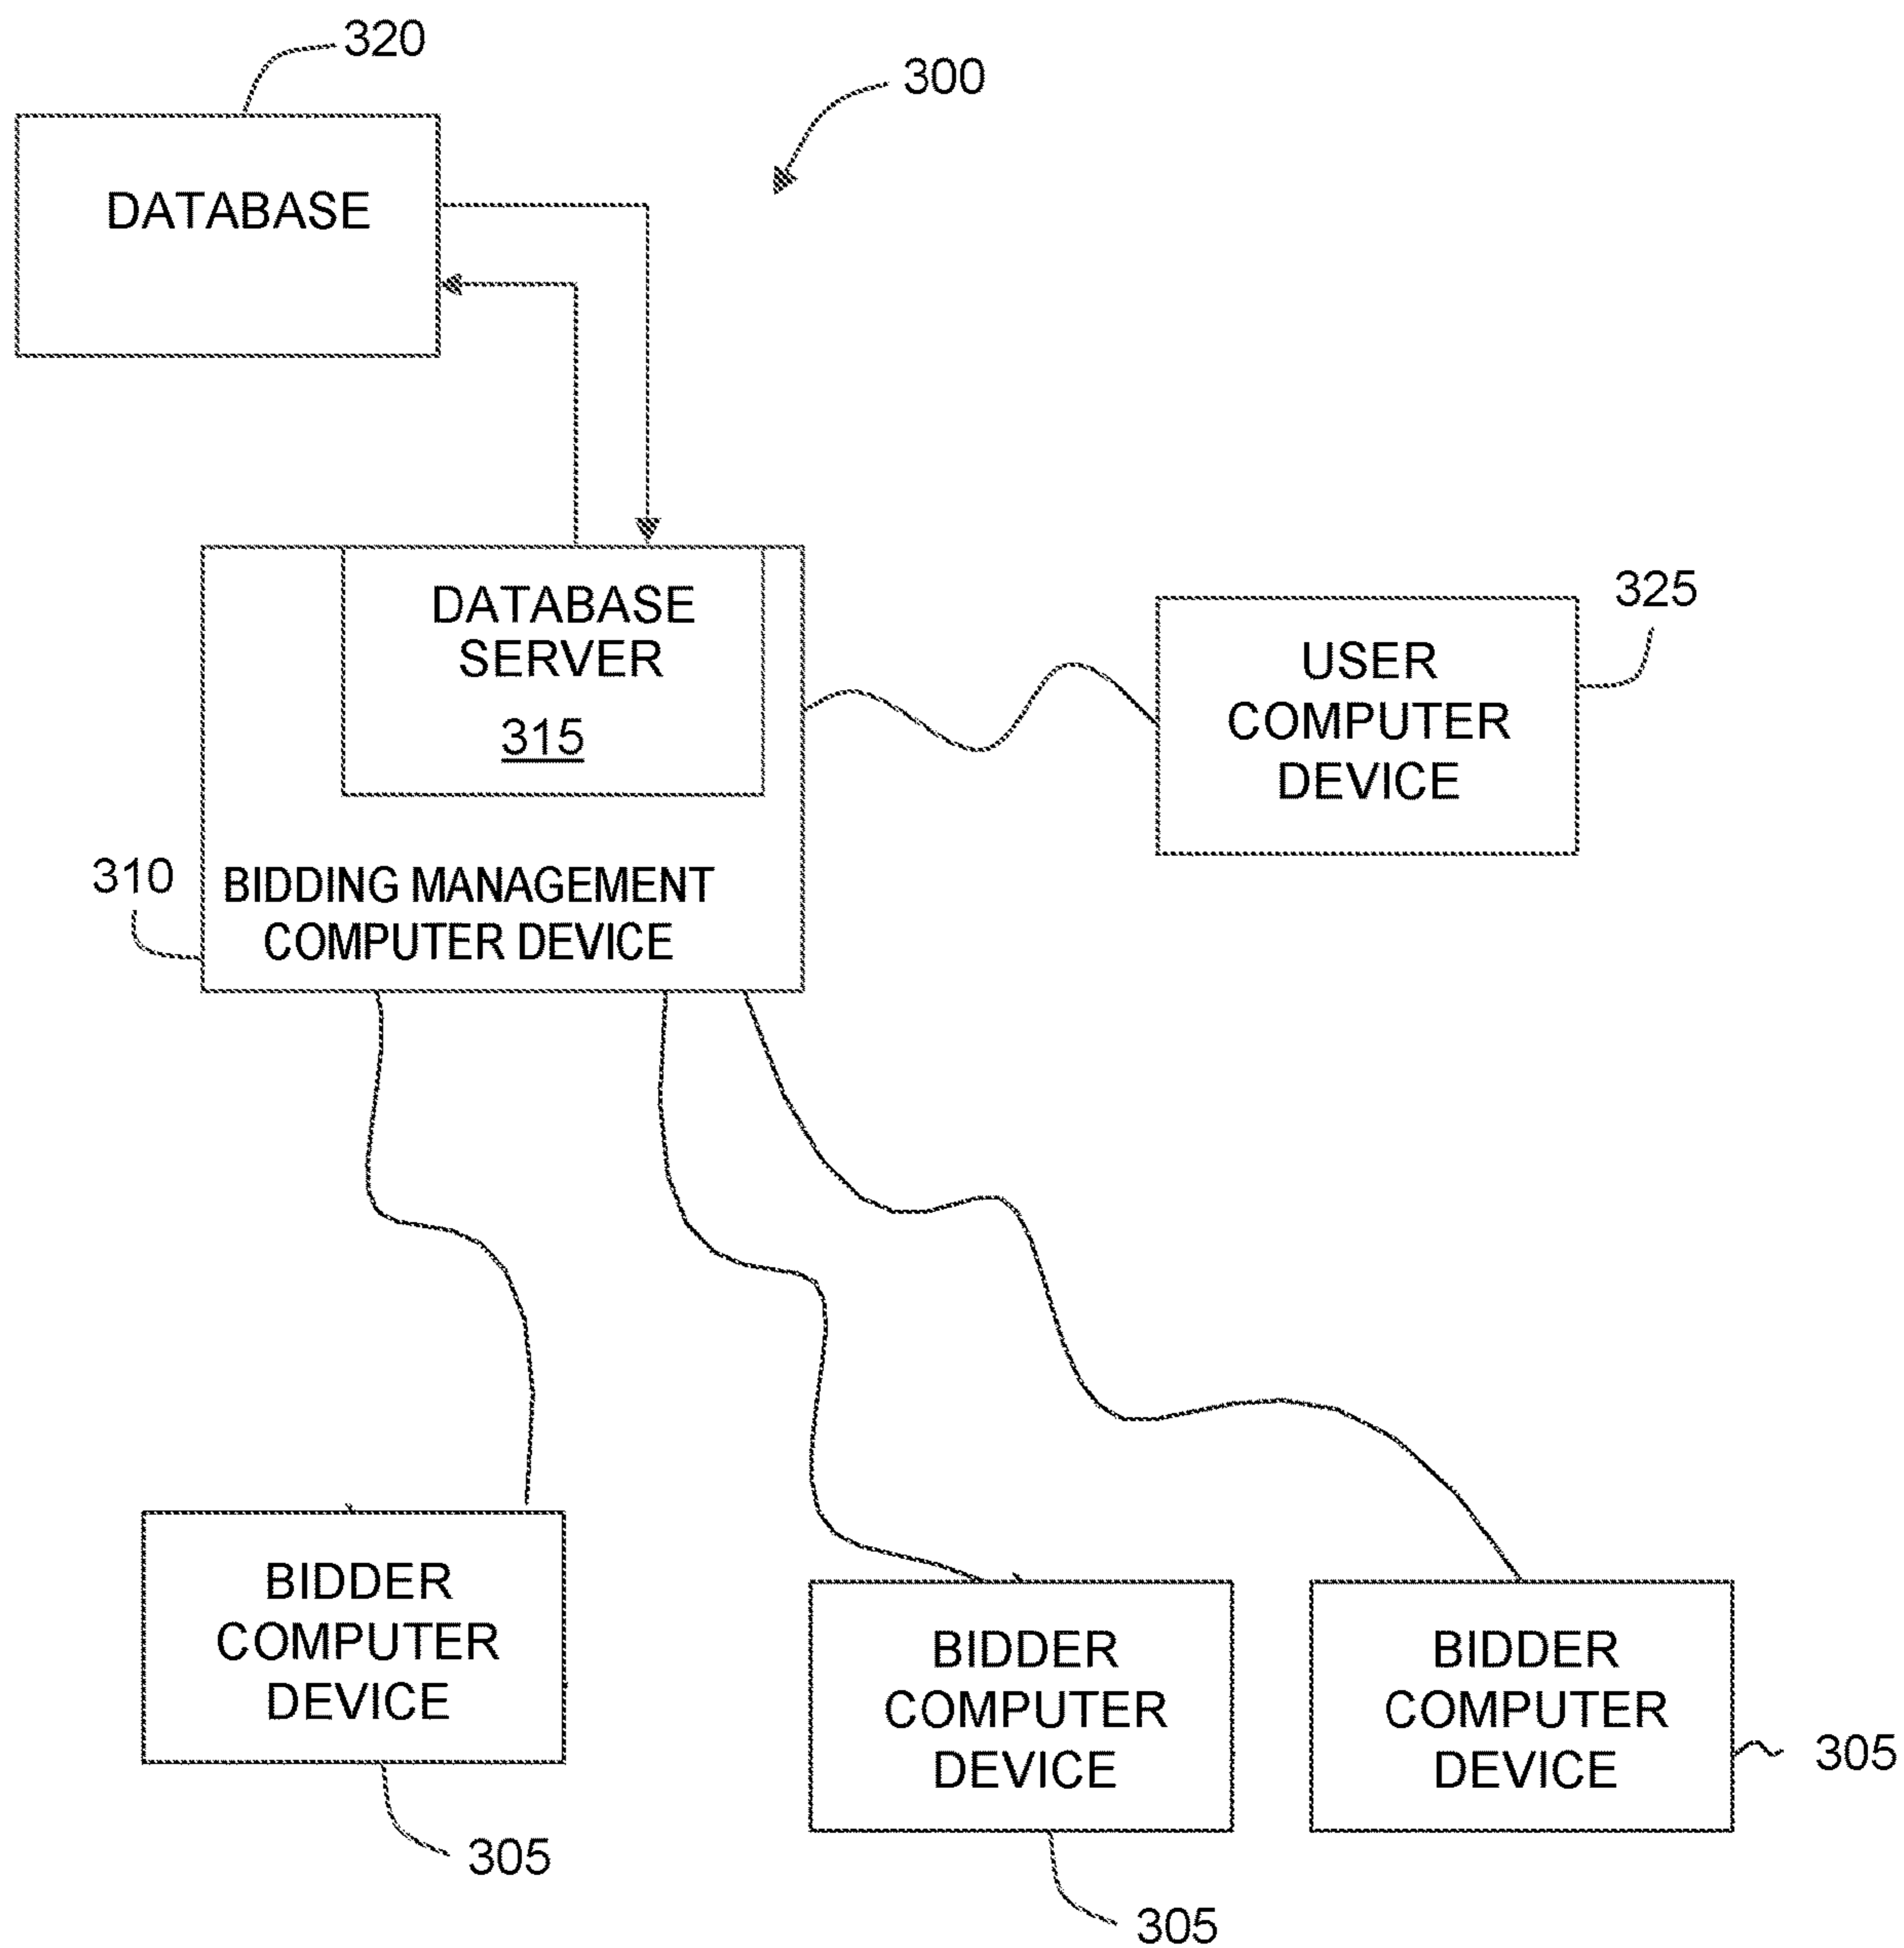 320
300
DATABASE
DATABASE
SERVER
315
325
USER
COMPUTER
DEVICE
310
BIDDING MANAGEMENT
COMPUTER DEVICE
BIDDER
COMPUTER
DEVICE
305
BIDDER
COMPUTER
DEVICE
305
BIDDER
COMPUTER
DEVICE
305